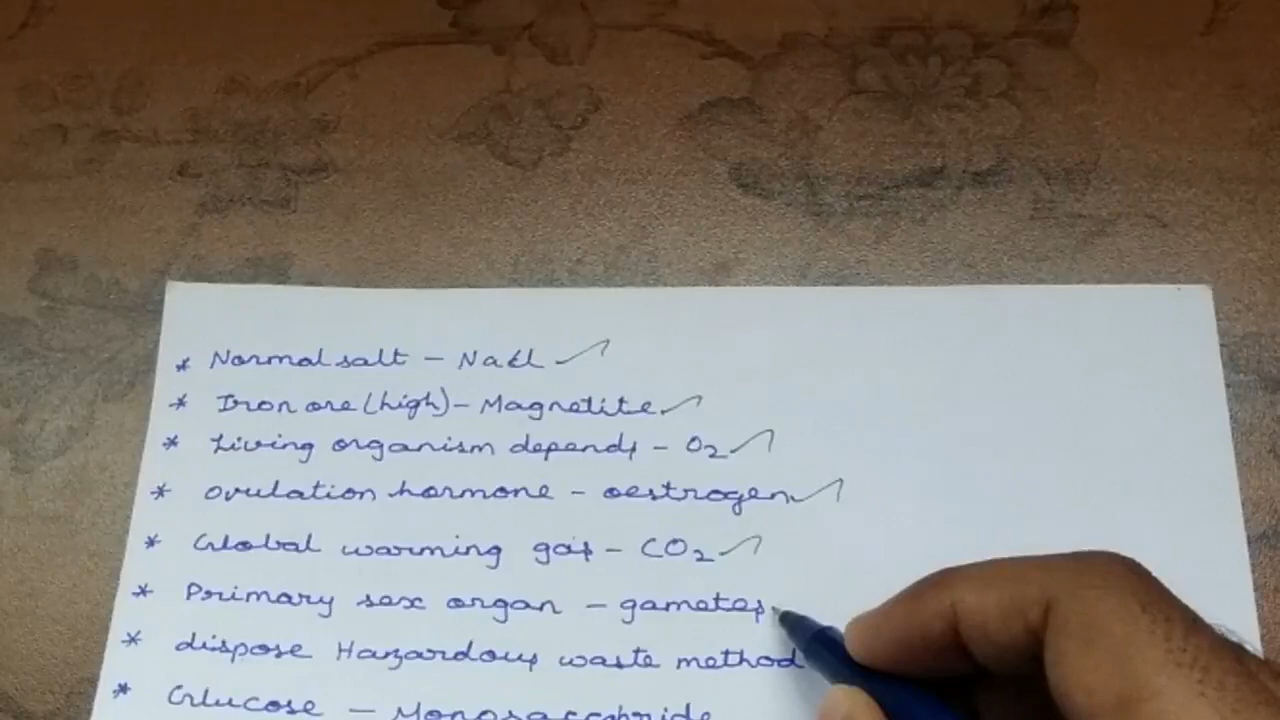 * Normal salt - Nacl
* Iron ore (high) - Magnetite
* Living organism depends - O₂
* Ovulation hormone - oestrogen
* Global warming gas - CO₂
* Primary sex organ - gametes
* dispose Hazardous waste method
* Glucose - Monosaccahride